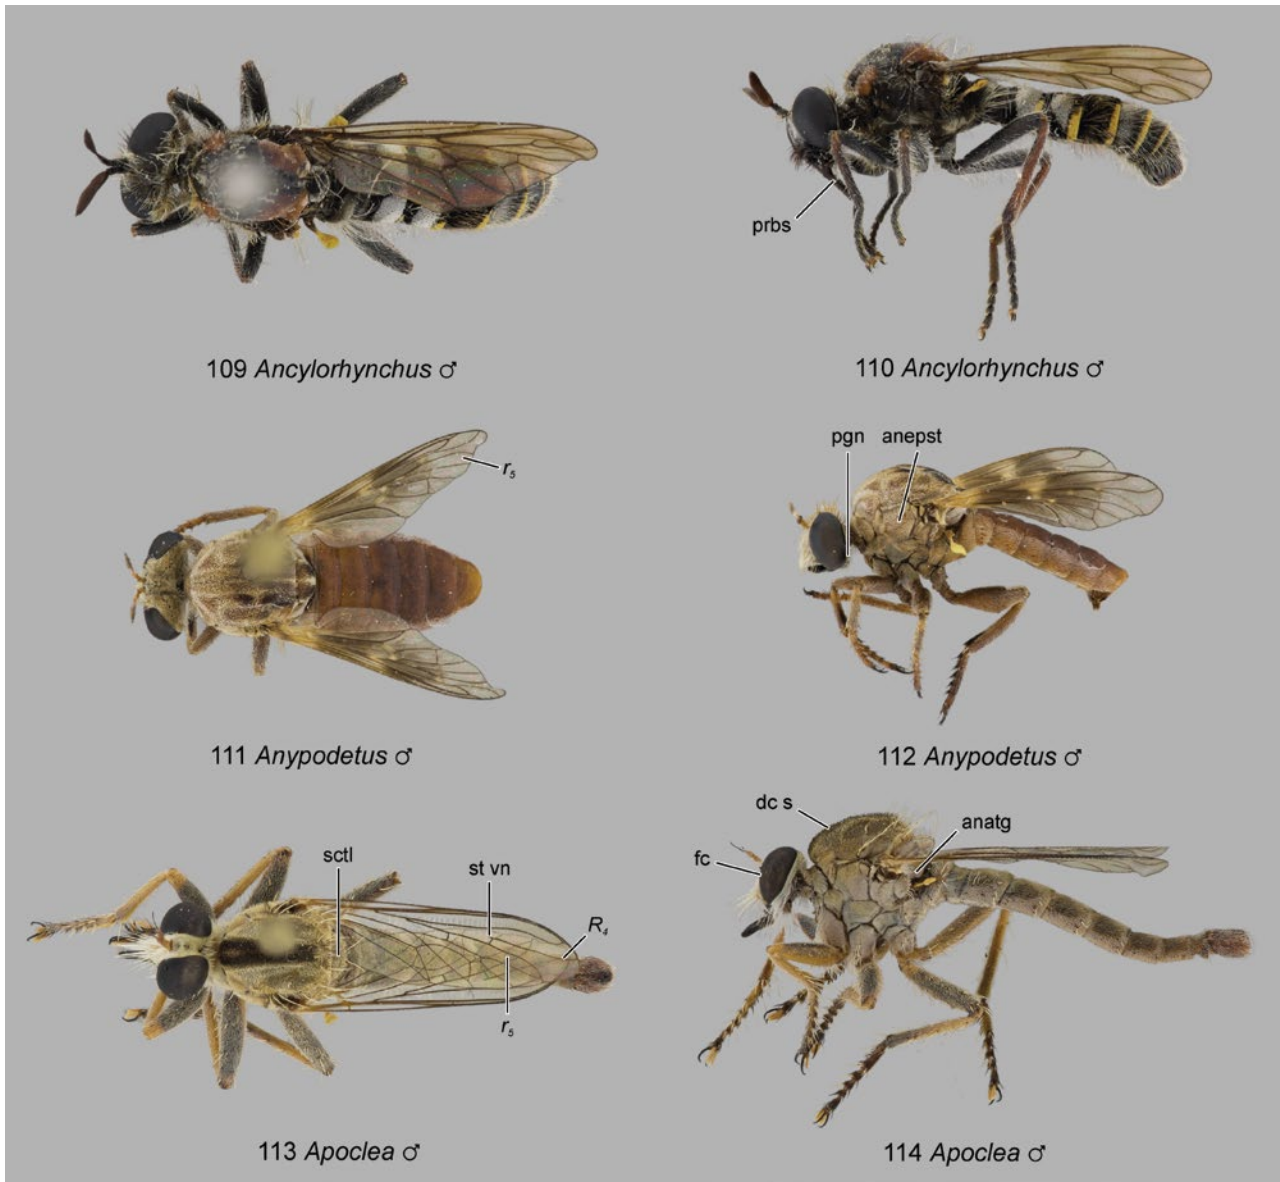 prbs
109 Ancylorhynchus ♂
110 Ancylorhynchus ♂
pgn anepst
r5
111 Anypodetus ♂
112 Anypodetus ♂
dc s
anatg
fc
sctl
st vn
R4
r5
113 Apoclea ♂
114 Apoclea ♂